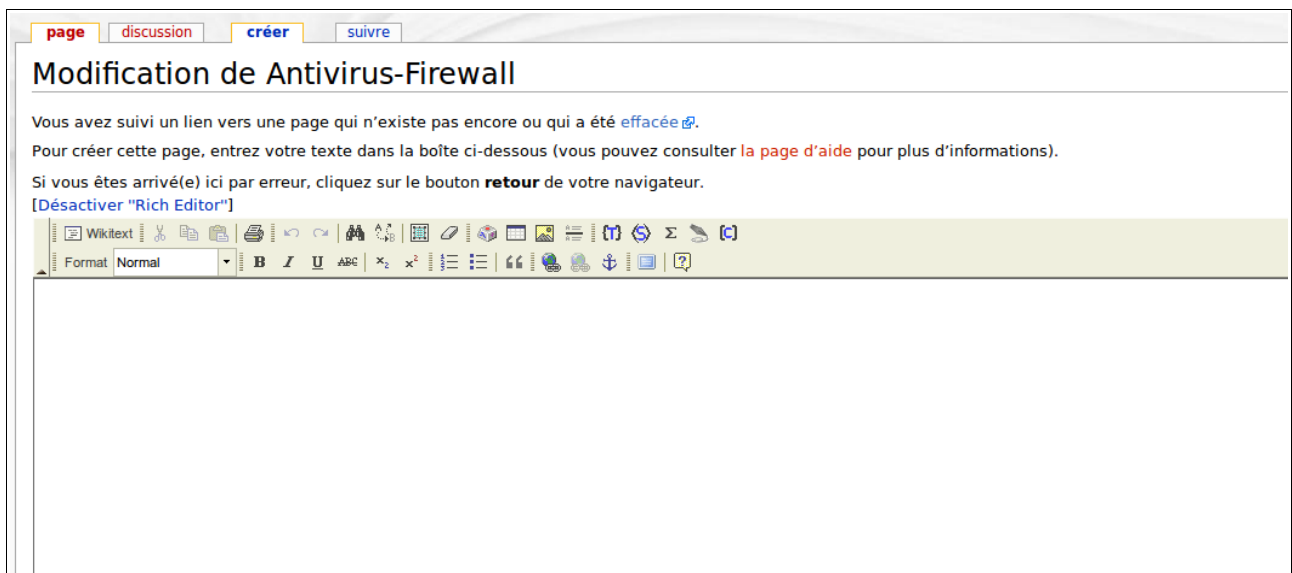 page discussion créer suivre
Modification de Antivirus-Firewall
Vous avez suivi un lien vers une page qui n’existe pas encore ou qui a été effacée.
Pour créer cette page, entrez votre texte dans la boîte ci-dessous (vous pouvez consulter la page d’aide pour plus d’informations).
Si vous êtes arrivé(e) ici par erreur, cliquez sur le bouton retour de votre navigateur.
[Désactiver "Rich Editor"]
Wikitext {T} S Σ [C]
Format Normal B I U ABC ×₂ ×² “ ?